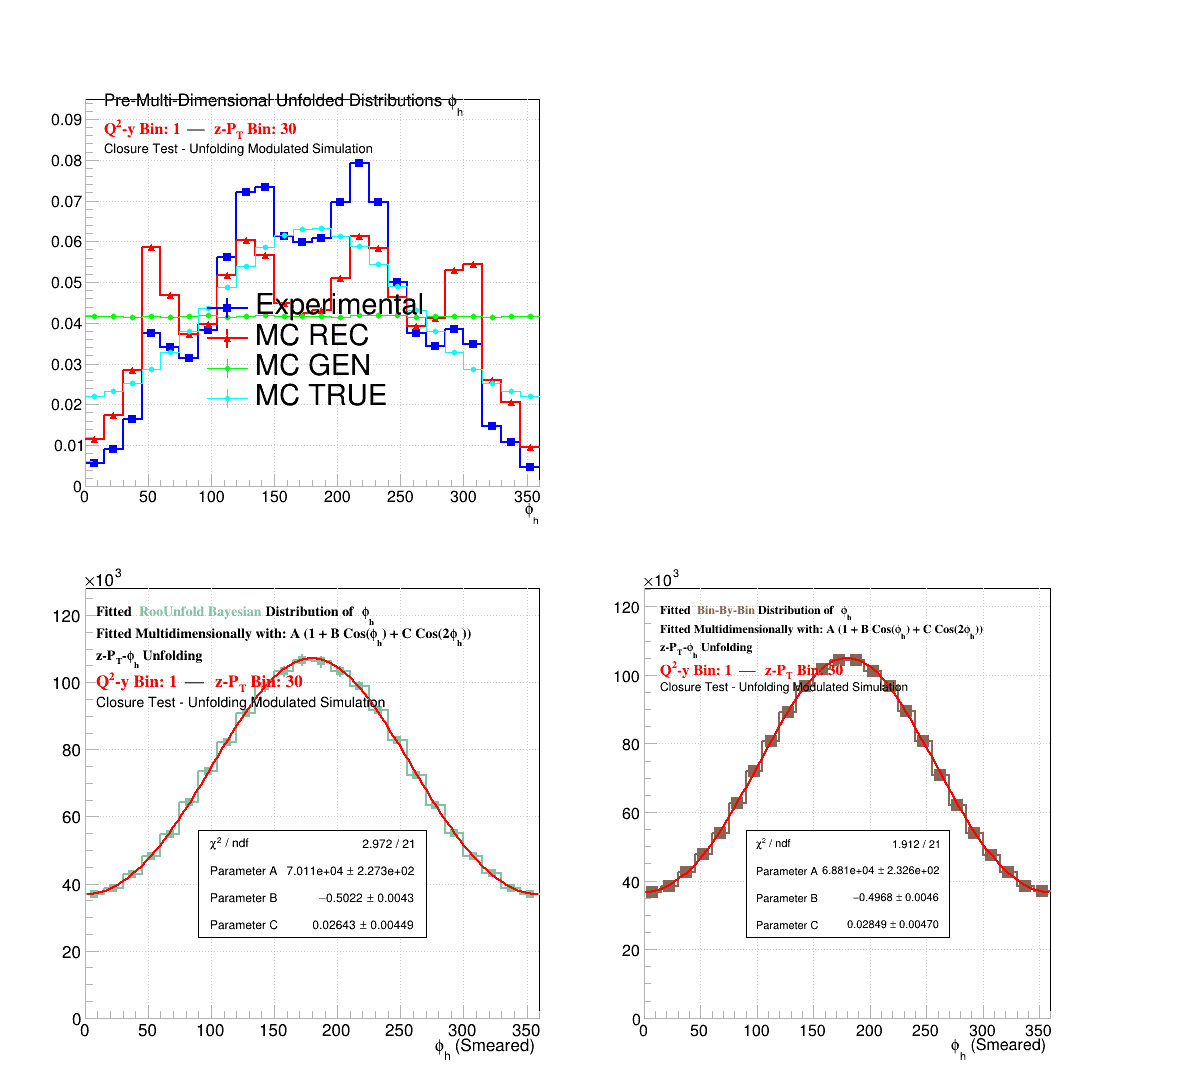 Pre-Multi-Dimensional Unfolded Distributions ϕh
Q2-y Bin: 1 — z-PT Bin: 30
Closure Test - Unfolding Modulated Simulation
0.09
0.08
0.07
0.06
0.05
0.04
0.03
0.02
0.01
0
Experimental
MC REC
MC GEN
MC TRUE
0 50 100 150 200 250 300 350
ϕh
×103
Fitted RooUnfold Bayesian Distribution of ϕh
Fitted Multidimensionally with: A (1 + B Cos(ϕh) + C Cos(2ϕh))
z-PT-ϕh Unfolding
Q2-y Bin: 1 — z-PT Bin: 30
Closure Test - Unfolding Modulated Simulation
120
100
80
60
40
20
0
χ2 / ndf 2.972 / 21
Parameter A 7.011e+04 ± 2.273e+02
Parameter B −0.5022 ± 0.0043
Parameter C 0.02643 ± 0.00449
0 50 100 150 200 250 300 350
ϕh (Smeared)
×103
Fitted Bin-By-Bin Distribution of ϕh
Fitted Multidimensionally with: A (1 + B Cos(ϕh) + C Cos(2ϕh))
z-PT-ϕh Unfolding
Q2-y Bin: 1 — z-PT Bin: 30
Closure Test - Unfolding Modulated Simulation
120
100
80
60
40
20
0
χ2 / ndf 1.912 / 21
Parameter A 6.881e+04 ± 2.326e+02
Parameter B −0.4968 ± 0.0046
Parameter C 0.02849 ± 0.00470
0 50 100 150 200 250 300 350
ϕh (Smeared)